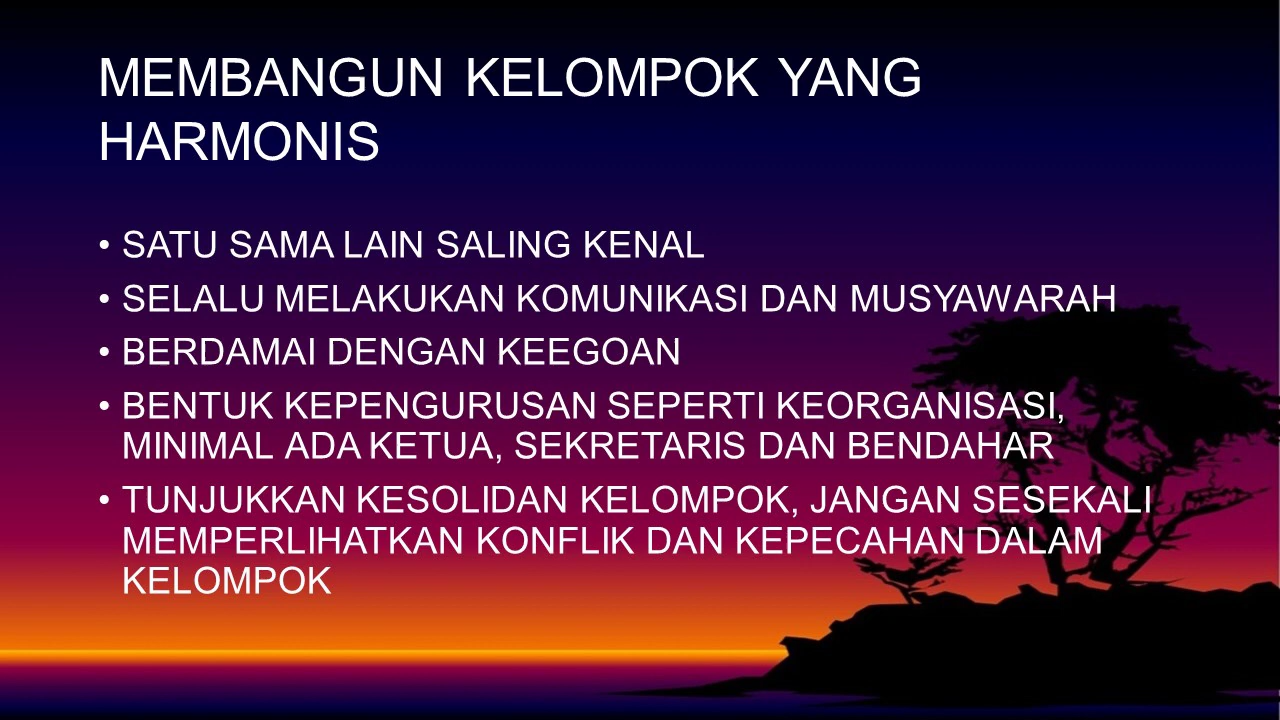 MEMBANGUN KELOMPOK YANG
HARMONIS
• SATU SAMA LAIN SALING KENAL
• SELALU MELAKUKAN KOMUNIKASI DAN MUSYAWARAH
• BERDAMAI DENGAN KEEGOAN
• BENTUK KEPENGURUSAN SEPERTI KEORGANISASI,
MINIMAL ADA KETUA, SEKRETARIS DAN BENDAHAR
• TUNJUKKAN KESOLIDAN KELOMPOK, JANGAN SESEKALI
MEMPERLIHATKAN KONFLIK DAN KEPECAHAN DALAM
KELOMPOK